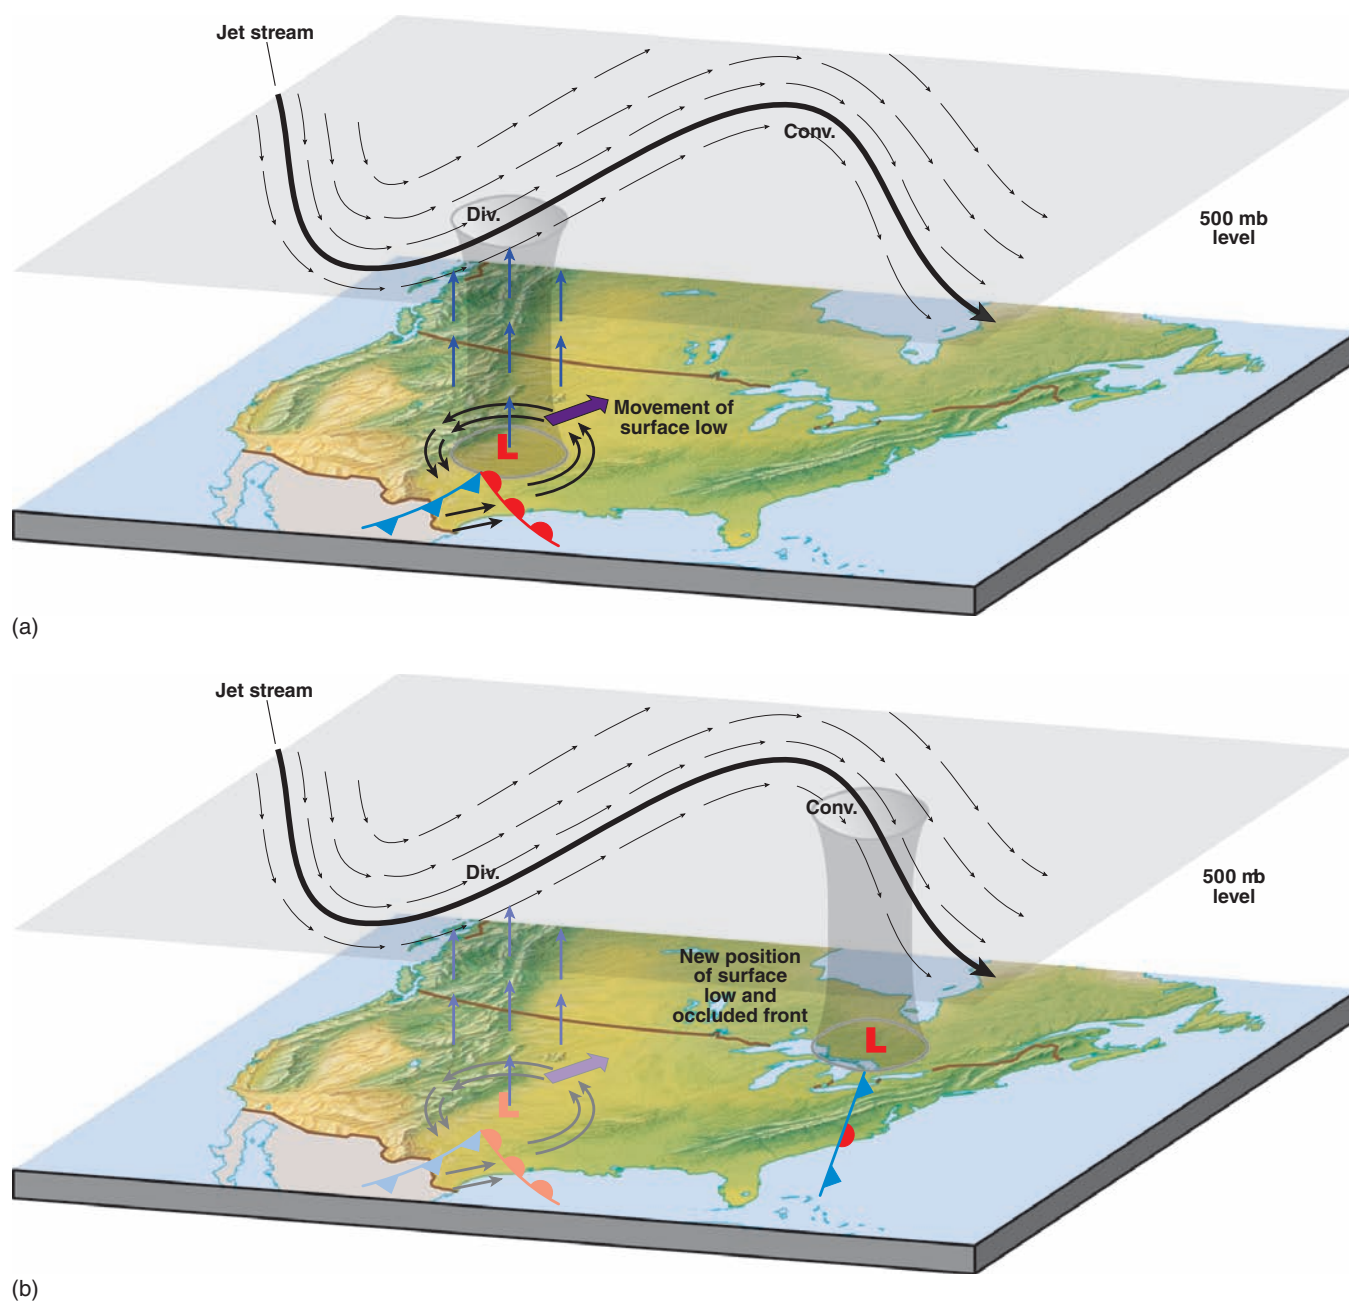 Jet stream
Conv.
Div.
500 mb
level
Movement of
surface low
L
(a)
Jet stream
Conv.
Div.
500 mb
level
New position
of surface
low and
occluded front
L
L
(b)